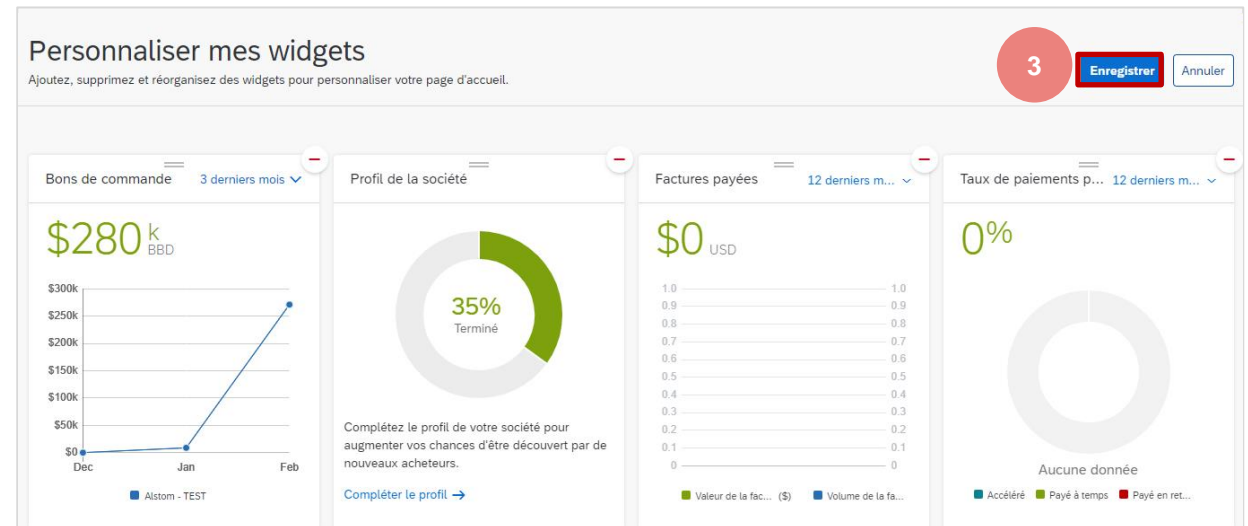 Personnaliser mes widgets
Ajoutez, supprimez et réorganisez des widgets pour personnaliser votre page d'accueil.
3
Enregistrer
Annuler
Bons de commande
3 derniers mois
$280 k
BBD
$300k
$250k
$200k
$150k
$100k
$50k
$0
Dec Jan Feb
Alstom - TEST
Profil de la société
35%
Terminé
Complétez le profil de votre société pour
augmenter vos chances d'être découvert par de
nouveaux acheteurs.
Compléter le profil →
Factures payées
12 derniers m...
$0 USD
1.0 1.0
0.9 0.9
0.8 0.8
0.7 0.7
0.6 0.6
0.5 0.5
0.4 0.4
0.3 0.3
0.2 0.2
0.1 0.1
0 0
Valeur de la fac... ($) Volume de la fa...
Taux de paiements p...
12 derniers m...
0%
Aucune donnée
Accéléré Payé à temps Payé en ret...